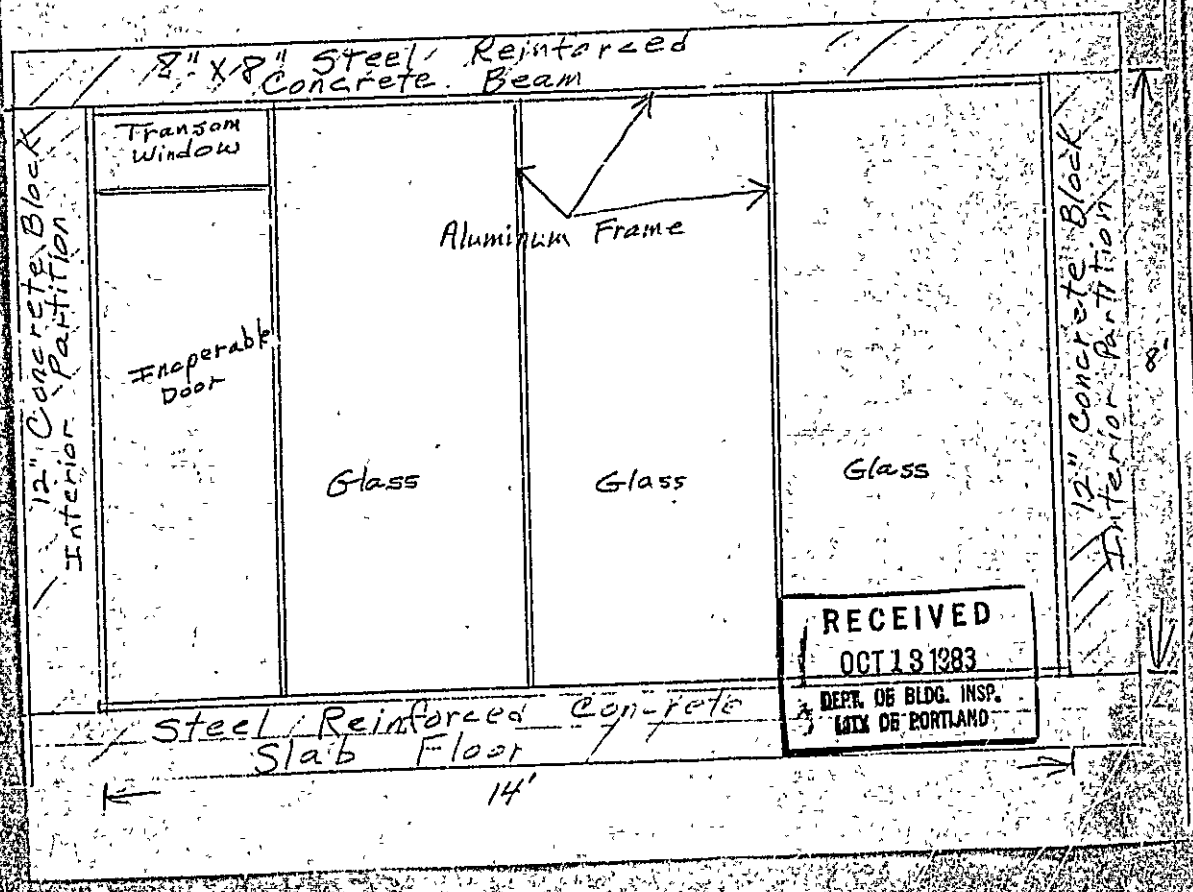 8" X 8" Steel Reinforced
Concrete Beam
Transom
Window
12" Concrete Block
Interior Partition
Aluminum Frame
Inoperable
Door
Glass
Glass
Glass
12" Concrete Block
Interior Partition
8'
RECEIVED
OCT 13 1983
DEPT. OF BLDG. INSP.
CITY OF PORTLAND
Steel Reinforced Concrete
Slab Floor
14'